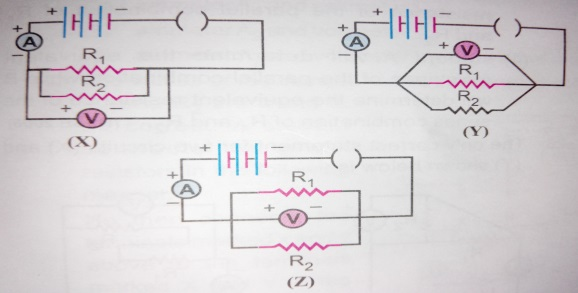 + − ( )
+ A −
R1
R2
+ V −
(X)
+ − ( )
+ A −
+ V −
R1
R2
(Y)
+ − ( )
+ A −
R1
+ V −
R2
(Z)